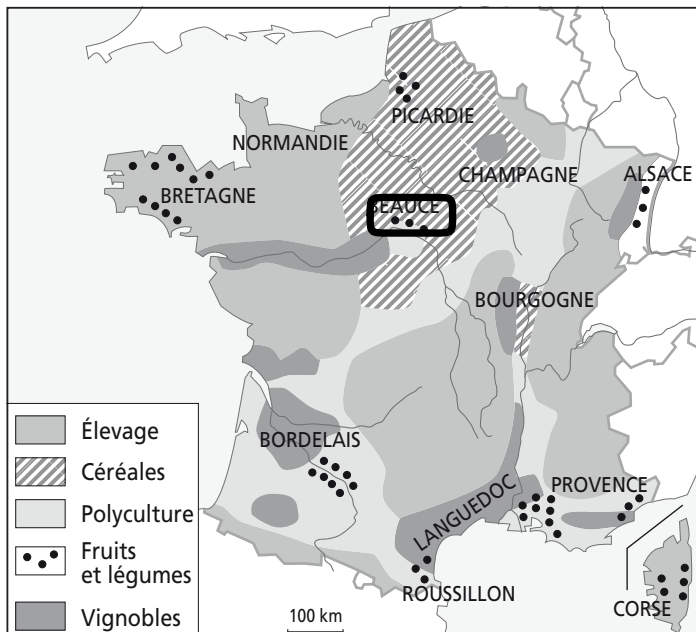 PICARDIE
NORMANDIE
CHAMPAGNE
ALSACE
BRETAGNE
BEAUCE
BOURGOGNE
BORDELAIS
PROVENCE
LANGUEDOC
ROUSSILLON
CORSE
Élevage
Céréales
Polyculture
Fruits
et légumes
Vignobles
100 km